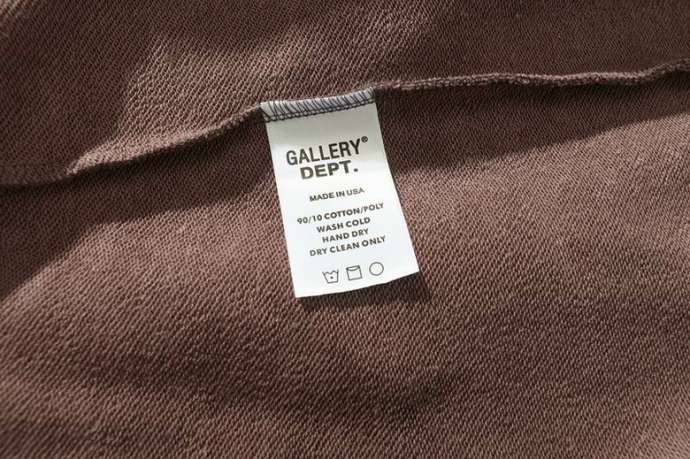 GALLERY®
DEPT.
MADE IN USA
90/10 COTTON/POLY
WASH COLD
HAND DRY
DRY CLEAN ONLY